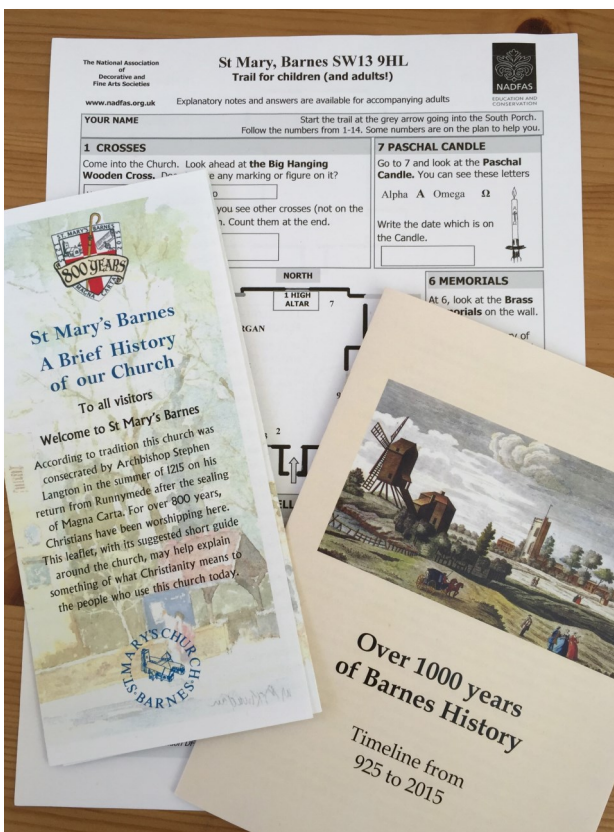 The National Association
of
Decorative and
Fine Arts Societies
www.nadfas.org.uk
St Mary, Barnes SW13 9HL
Trail for children (and adults!)
Explanatory notes and answers are available for accompanying adults
NADFAS
EDUCATION AND
CONSERVATION
YOUR NAME
Start the trail at the grey arrow going into the South Porch.
Follow the numbers from 1-14. Some numbers are on the plan to help you.
1 CROSSES
Come into the Church. Look ahead at the Big Hanging
Wooden Cross. any marking or figure on it?
you see other crosses (not on the
Count them at the end.
7 PASCHAL CANDLE
Go to 7 and look at the Paschal
Candle. You can see these letters
Alpha A Omega Ω
Write the date which is on
the Candle.
NORTH
1 HIGH
ALTAR
7
2
6 MEMORIALS
At 6, look at the Brass
on the wall.
of
ST MARY'S BARNES
800 YEARS
MAGNA CARTA
St Mary's Barnes
A Brief History
of our Church
To all visitors
Welcome to St Mary's Barnes
According to tradition this church was
consecrated by Archbishop Stephen
Langton in the summer of 1215 on his
return from Runnymede after the sealing
of Magna Carta. For over 800 years,
Christians have been worshipping here.
This leaflet, with its suggested short guide
around the church, may help explain
something of what Christianity means to
the people who use this church today.
ST. MARY'S CHURCH
BARNES
Over 1000 years
of Barnes History
Timeline from
925 to 2015